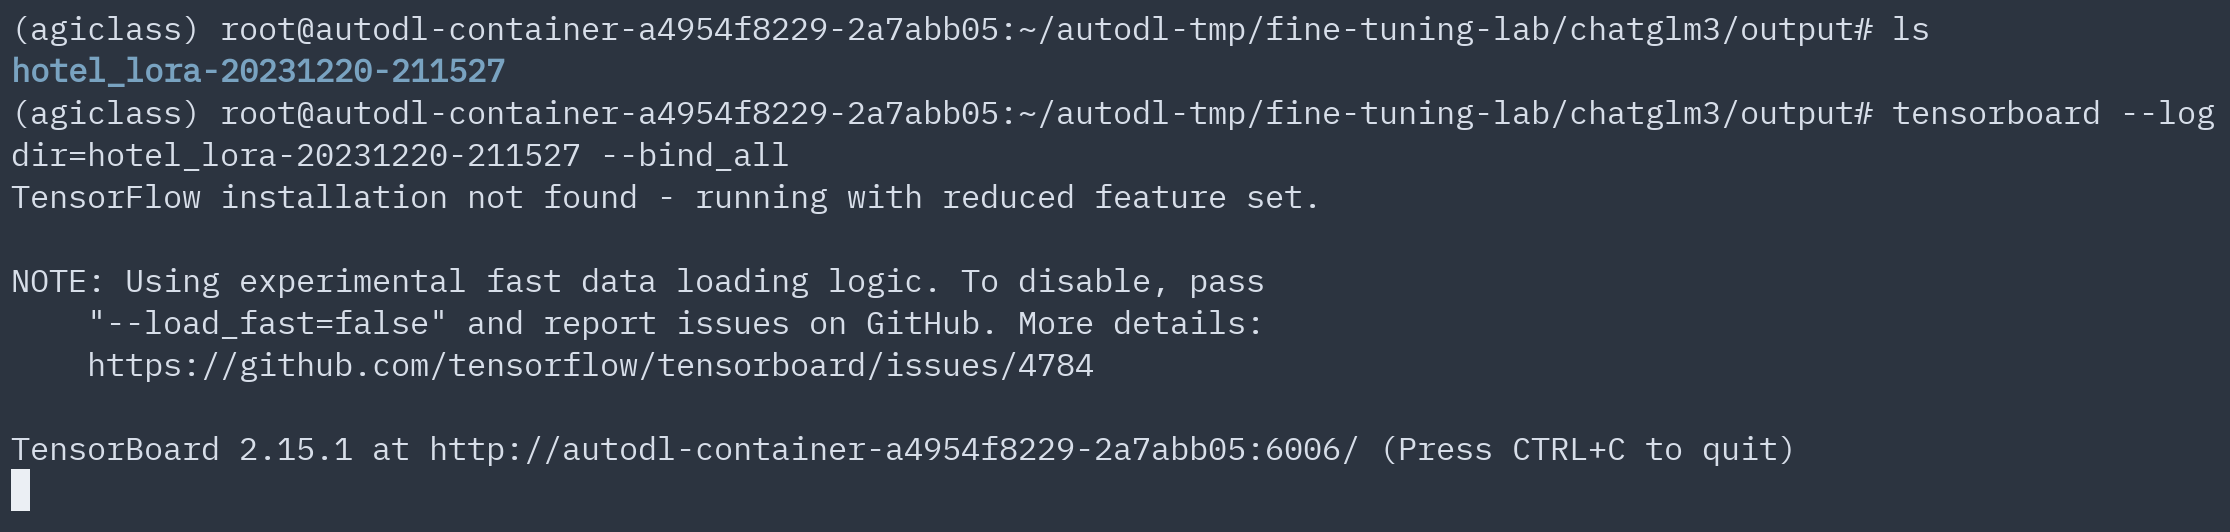 (agiclass) root@autodl-container-a4954f8229-2a7abb05:~/autodl-tmp/fine-tuning-lab/chatglm3/output# ls
hotel_lora-20231220-211527
(agiclass) root@autodl-container-a4954f8229-2a7abb05:~/autodl-tmp/fine-tuning-lab/chatglm3/output# tensorboard --log
dir=hotel_lora-20231220-211527 --bind_all
TensorFlow installation not found - running with reduced feature set.

NOTE: Using experimental fast data loading logic. To disable, pass
    "--load_fast=false" and report issues on GitHub. More details:
    https://github.com/tensorflow/tensorboard/issues/4784

TensorBoard 2.15.1 at http://autodl-container-a4954f8229-2a7abb05:6006/ (Press CTRL+C to quit)